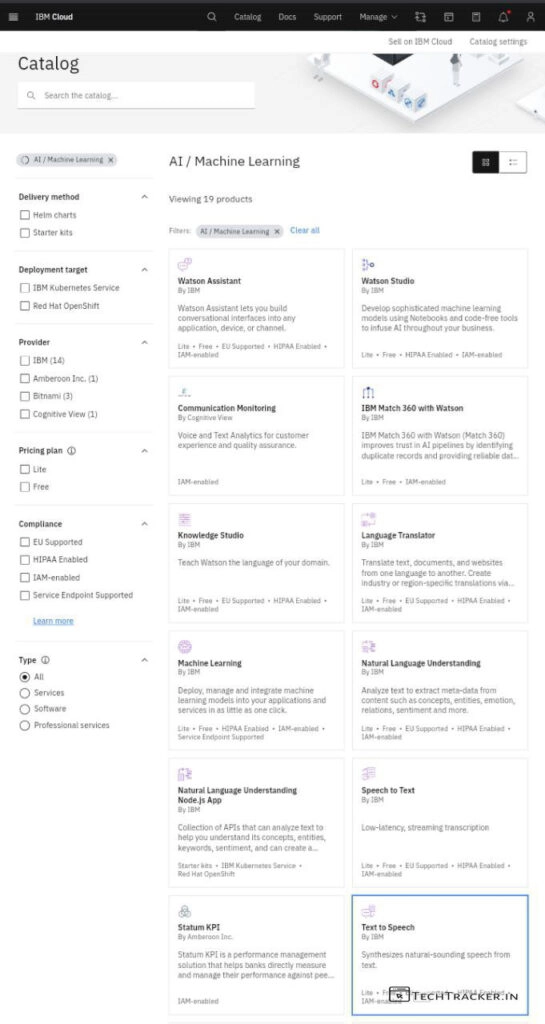 IBM Cloud
Catalog
Docs
Support
Manage
Sell on IBM Cloud
Catalog settings
Catalog
Search the catalog...
AI / Machine Learning ×
Delivery method
Helm charts
Starter kits
Deployment target
IBM Kubernetes Service
Red Hat OpenShift
Provider
IBM (14)
Amberoon Inc. (1)
Bitnami (3)
Cognitive View (1)
Pricing plan
Lite
Free
Compliance
EU Supported
HIPAA Enabled
IAM-enabled
Service Endpoint Supported
Learn more
Type
All
Services
Software
Professional services
AI / Machine Learning
Viewing 19 products
Filters: AI / Machine Learning × Clear all
Watson Assistant
By IBM
Watson Assistant lets you build
conversational interfaces into any
application, device, or channel.
Lite • Free • EU Supported • HIPAA Enabled •
IAM-enabled
Watson Studio
By IBM
Develop sophisticated machine learning
models using Notebooks and code-free tools
to infuse AI throughout your business.
Lite • Free • HIPAA Enabled • IAM-enabled
Communication Monitoring
By Cognitive View
Voice and Text Analytics for customer
experience and quality assurance.
IAM-enabled
IBM Match 360 with Watson
By IBM
IBM Match 360 with Watson (Match 360)
improves trust in AI pipelines by identifying
duplicate records and providing reliable dat...
Lite • Free • IAM-enabled
Knowledge Studio
By IBM
Teach Watson the language of your domain.
Lite • Free • EU Supported • HIPAA Enabled •
IAM-enabled
Language Translator
By IBM
Translate text, documents, and websites
from one language to another. Create
industry or region-specific translations via...
Lite • Free • EU Supported • HIPAA Enabled •
IAM-enabled
Machine Learning
By IBM
Deploy, manage and integrate machine
learning models into your applications and
services in as little as one click.
Lite • Free • HIPAA Enabled • IAM-enabled •
Service Endpoint Supported
Natural Language Understanding
By IBM
Analyze text to extract meta-data from
content such as concepts, entities, emotion,
relations, sentiment and more.
Lite • Free • EU Supported • HIPAA Enabled •
IAM-enabled
Natural Language Understanding
Node.js App
By IBM
Collection of APIs that can analyze text to
help you understand its concepts, entities,
keywords, sentiment, and can create a...
Starter kits • IBM Kubernetes Service •
Red Hat OpenShift
Speech to Text
By IBM
Low-latency, streaming transcription
Lite • Free • EU Supported • HIPAA Enabled •
IAM-enabled
Statum KPI
By Amberoon Inc.
Statum KPI is a performance management
solution that helps banks directly measure
and manage their performance against pee...
IAM-enabled
Text to Speech
By IBM
Synthesizes natural-sounding speech from
text.
Lite • HIPAA Enabled •
IAM-enabled
TECHTRACKER.IN